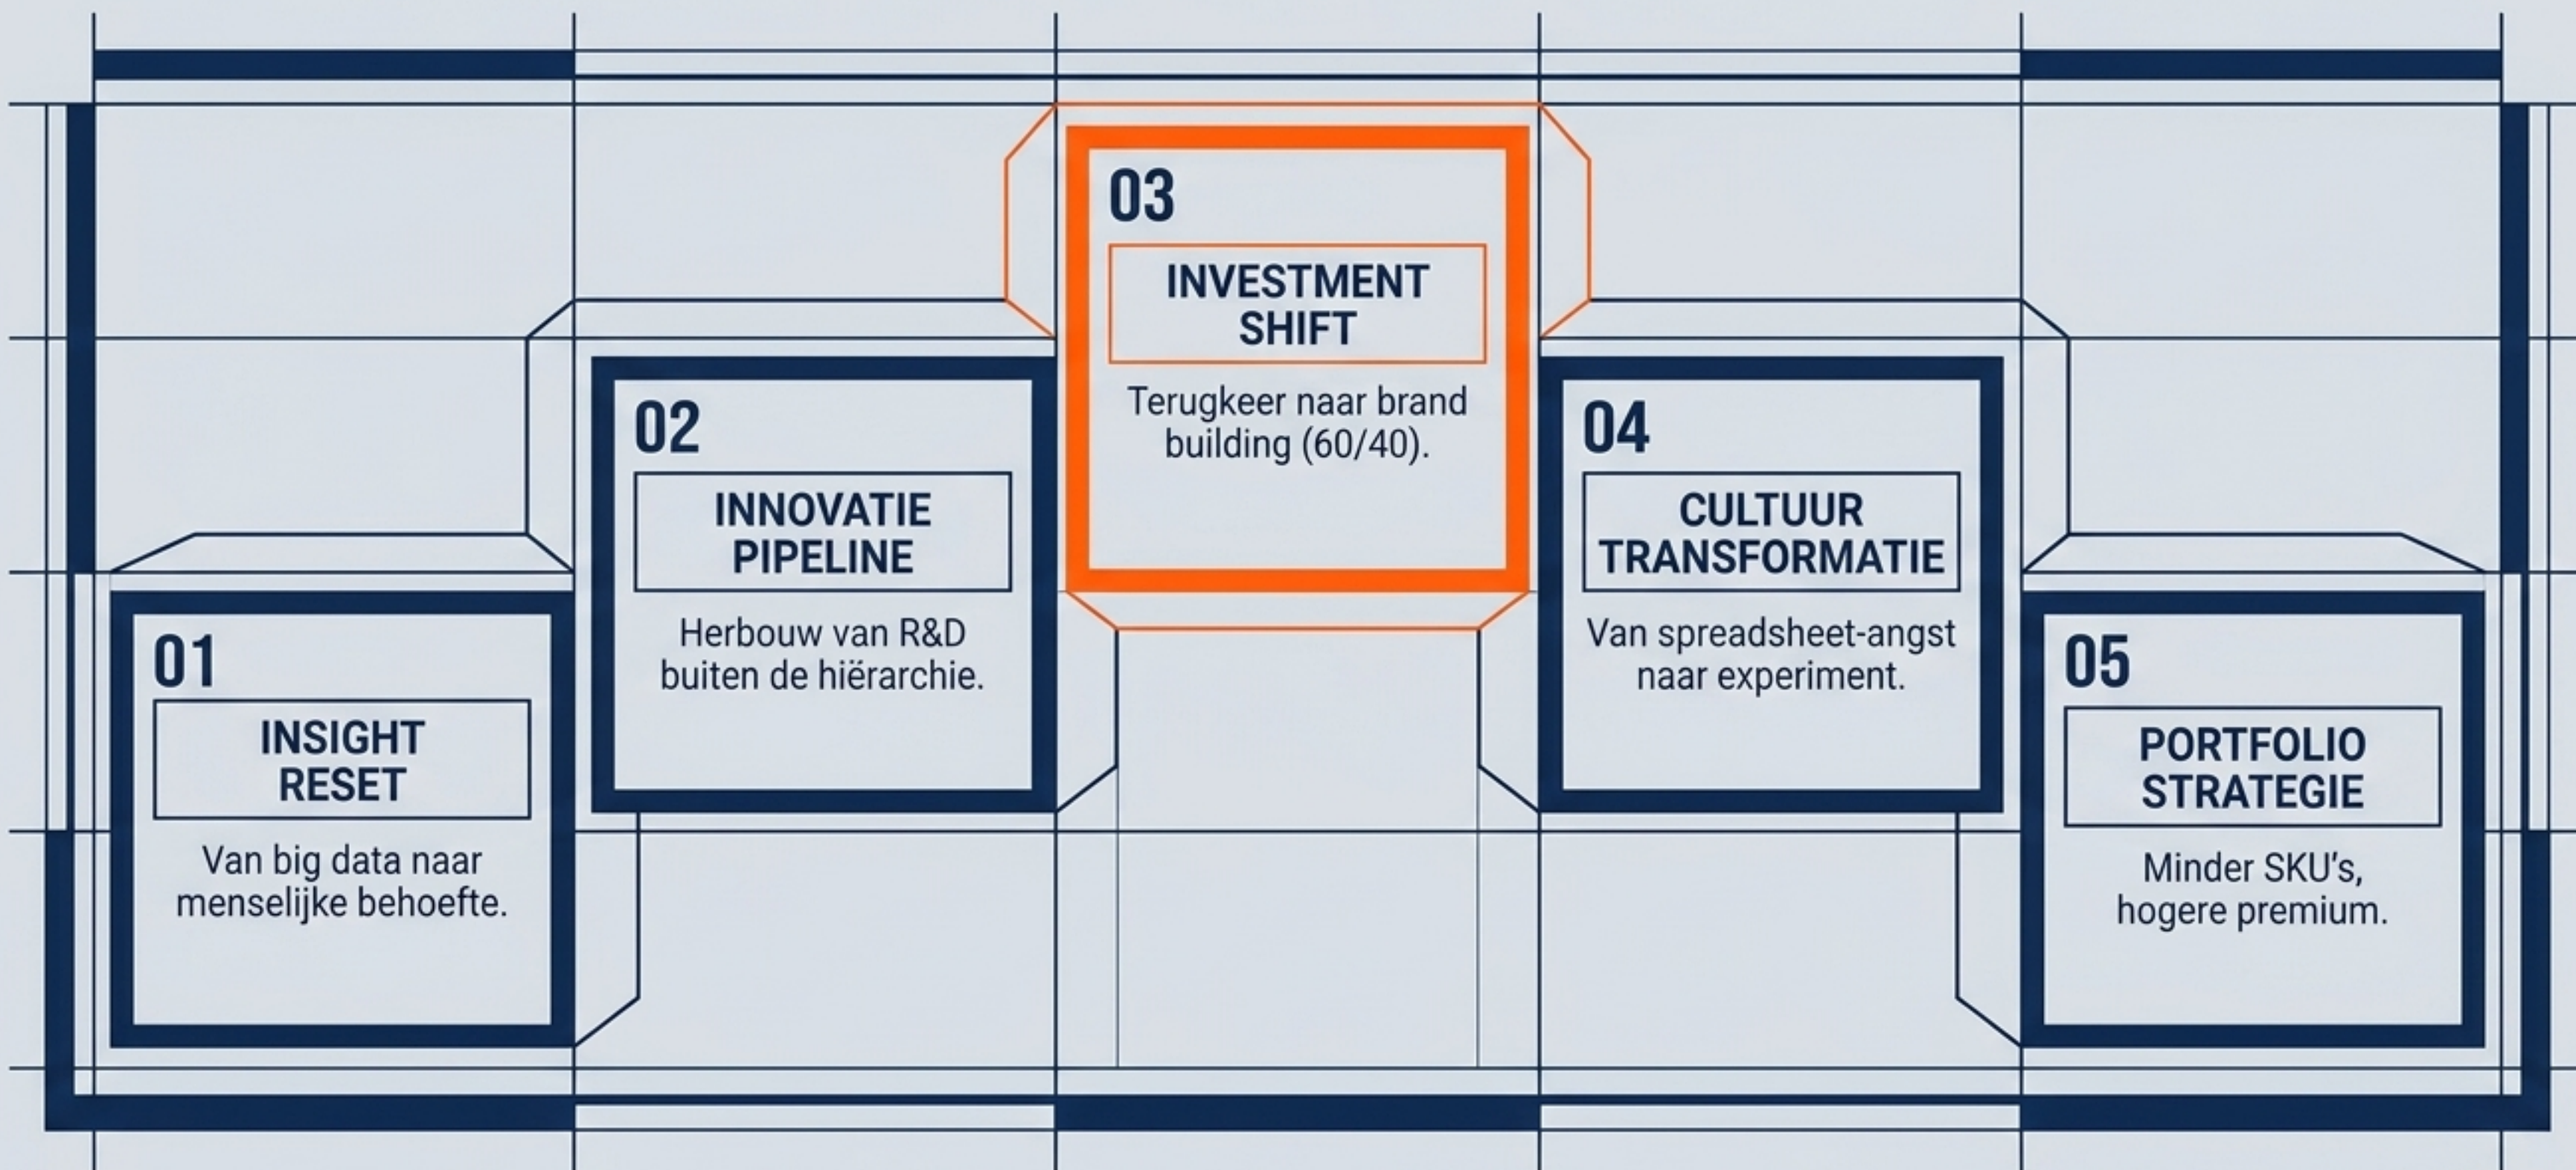 01
INSIGHT
RESET
Van big data naar
menselijke behoefte.
02
INNOVATIE
PIPELINE
Herbouw van R&D
buiten de hiërarchie.
03
INVESTMENT
SHIFT
Terugkeer naar brand
building (60/40).
04
CULTUUR
TRANSFORMATIE
Van spreadsheet-angst
naar experiment.
05
PORTFOLIO
STRATEGIE
Minder SKU's,
hogere premium.